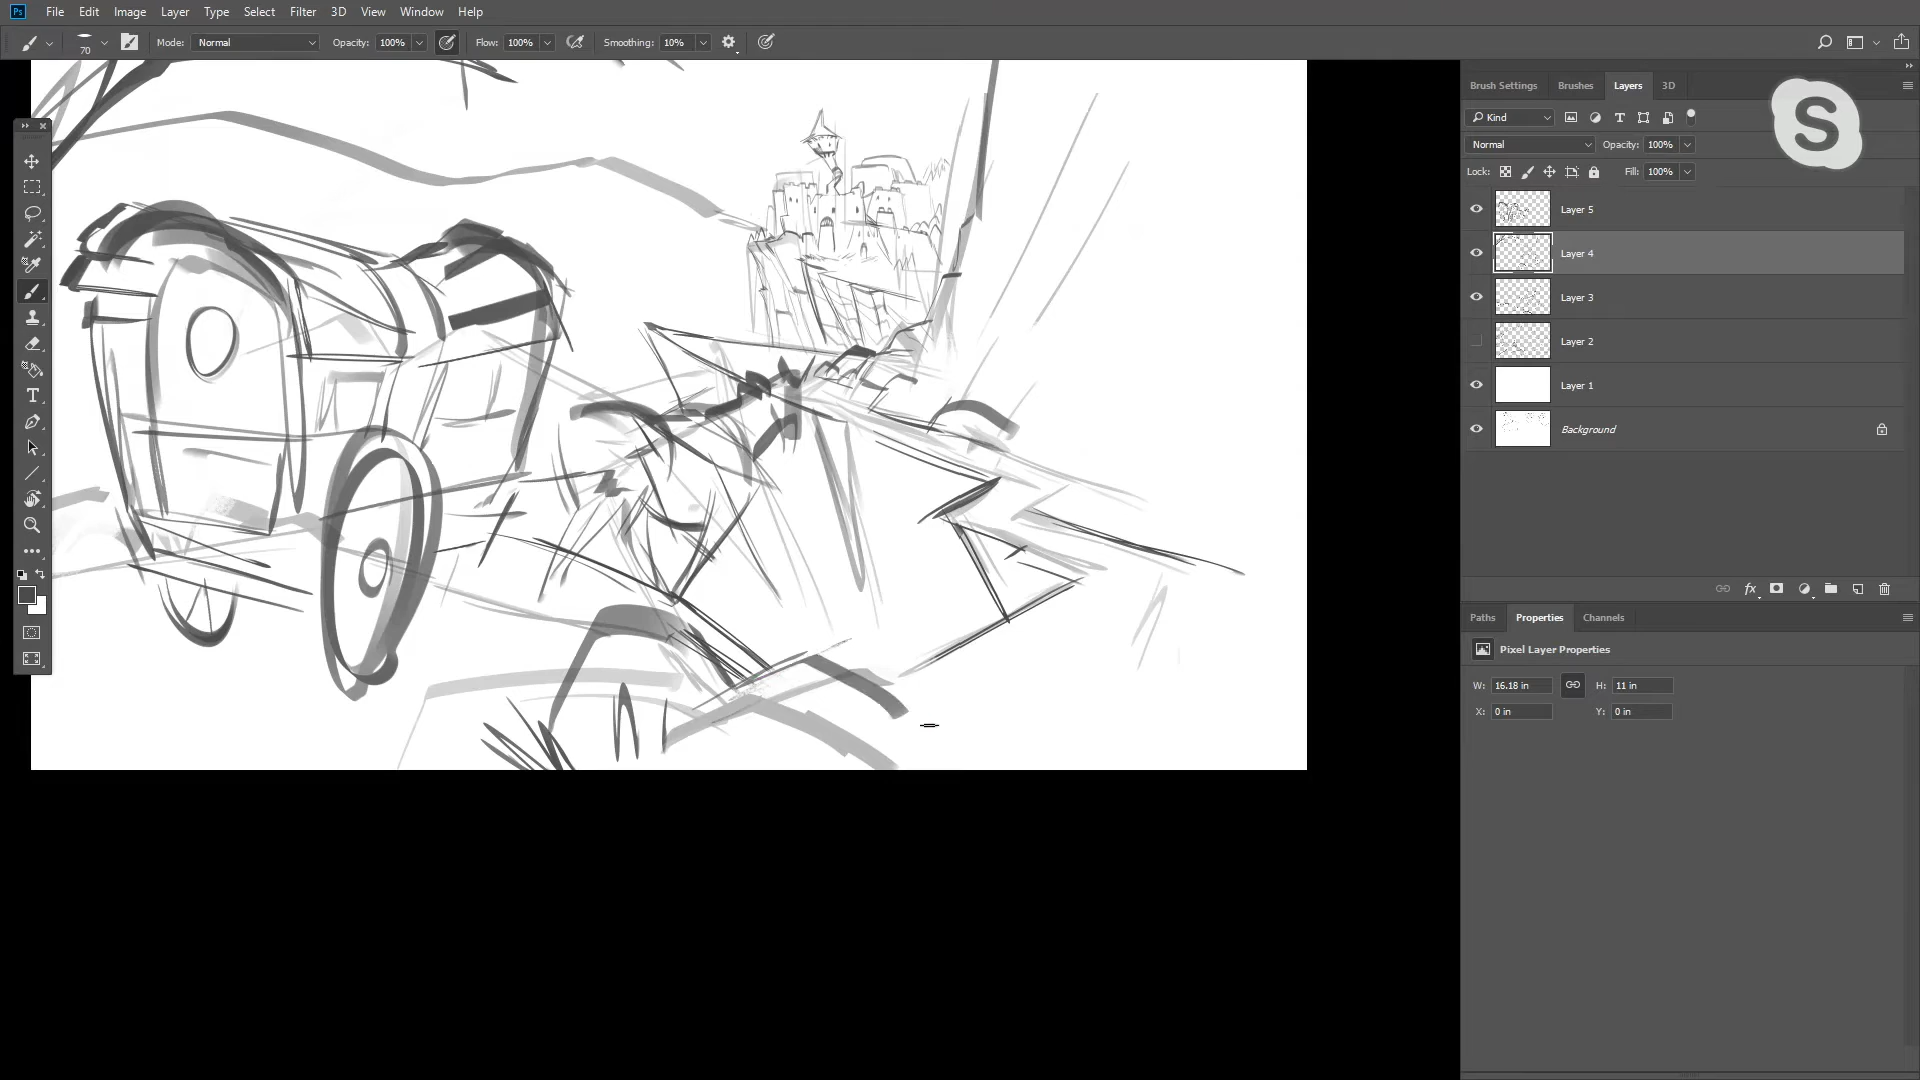 Ps File Edit Image Layer Type Select Filter 3D View Window Help
70 Mode: Normal Opacity: 100% Flow: 100% Smoothing: 10%
Brush Settings Brushes Layers 3D
S
Kind T
Normal Opacity: 100%
Lock: Fill: 100%
Layer 5
Layer 4
Layer 3
Layer 2
Layer 1
Background
fx
Paths Properties Channels
Pixel Layer Properties
W: 16.18 in H: 11 in
X: 0 in Y: 0 in
T